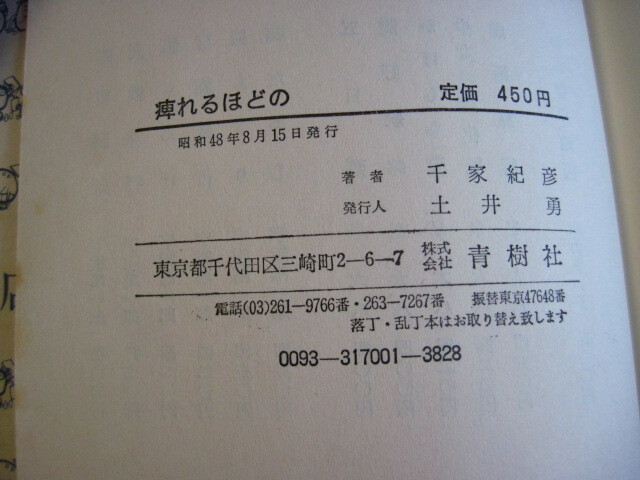 痺れるほどの 定価 450円
昭和48年8月15日発行
著者 千家紀彦
発行人 土井勇
東京都千代田区三崎町2―6―7 株式会社 青樹社
電話(03)261―9766番・263―7267番 振替東京47648番
落丁・乱丁本はお取り替え致します
0093―317001―3828
店